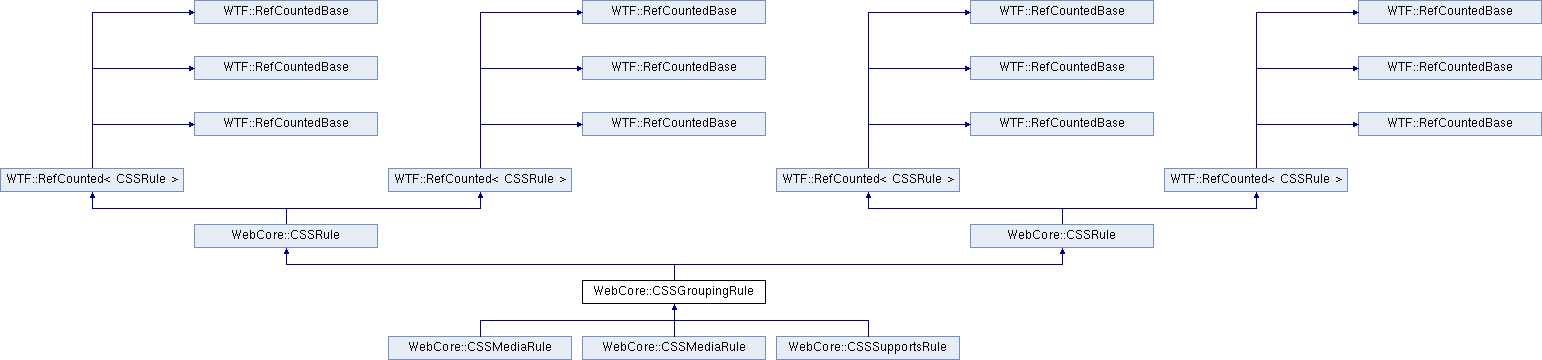 WTF::RefCountedBase WTF::RefCountedBase WTF::RefCountedBase WTF::RefCountedBase
WTF::RefCountedBase WTF::RefCountedBase WTF::RefCountedBase WTF::RefCountedBase
WTF::RefCountedBase WTF::RefCountedBase WTF::RefCountedBase WTF::RefCountedBase
WTF::RefCounted< CSSRule > WTF::RefCounted< CSSRule > WTF::RefCounted< CSSRule > WTF::RefCounted< CSSRule >
WebCore::CSSRule WebCore::CSSRule
WebCore::CSSGroupingRule
WebCore::CSSMediaRule WebCore::CSSMediaRule WebCore::CSSSupportsRule